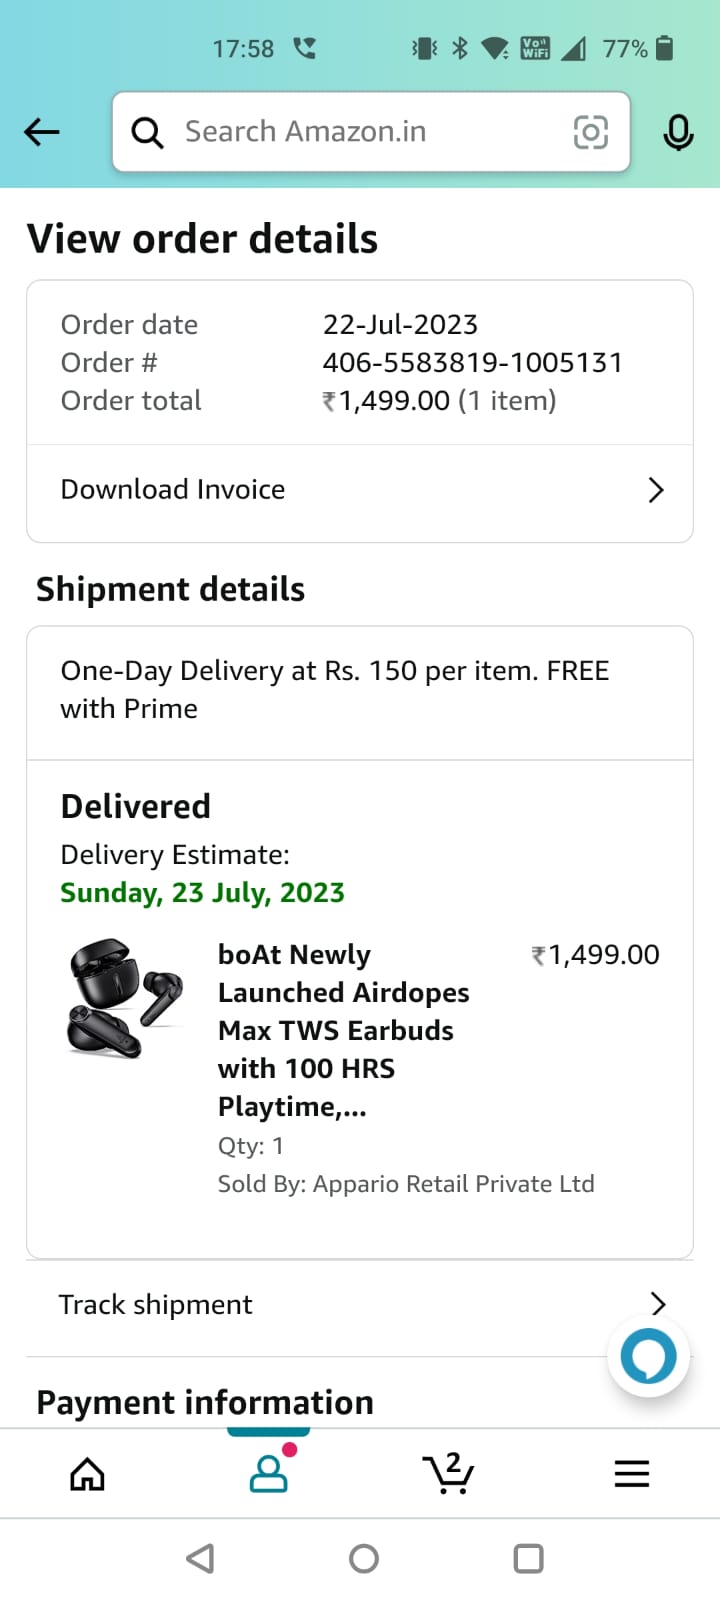 17:58
Vo WiFi
77%
Search Amazon.in
View order details
Order date 22-Jul-2023
Order # 406-5583819-1005131
Order total ₹1,499.00 (1 item)
Download Invoice
Shipment details
One-Day Delivery at Rs. 150 per item. FREE
with Prime
Delivered
Delivery Estimate:
Sunday, 23 July, 2023
boAt Newly ₹1,499.00
Launched Airdopes
Max TWS Earbuds
with 100 HRS
Playtime,...
Qty: 1
Sold By: Appario Retail Private Ltd
Track shipment
Payment information
2